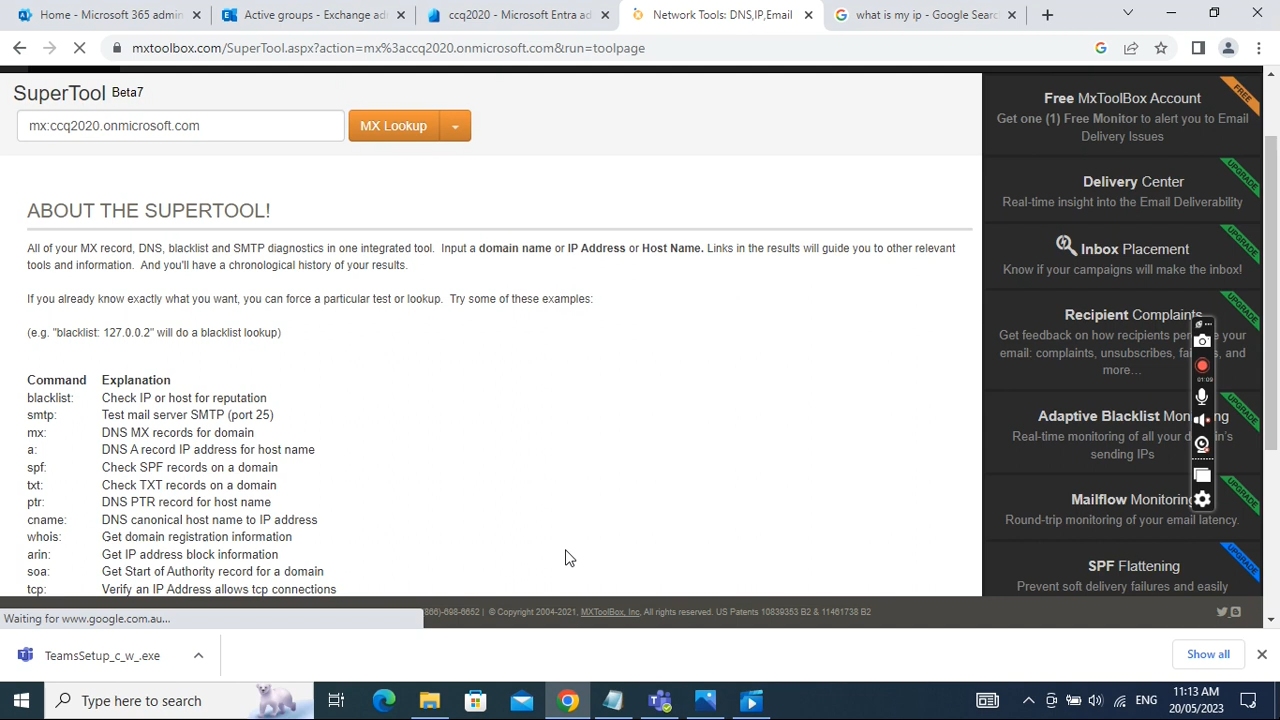 Home - Microsoft 365 admin
Active groups - Exchange ad
ccq2020 - Microsoft Entra ad
Network Tools: DNS,IP,Email
what is my ip - Google Search
mxtoolbox.com/SuperTool.aspx?action=mx%3accq2020.onmicrosoft.com&run=toolpage
SuperTool Beta7
mx:ccq2020.onmicrosoft.com
MX Lookup
ABOUT THE SUPERTOOL!
All of your MX record, DNS, blacklist and SMTP diagnostics in one integrated tool. Input a domain name or IP Address or Host Name. Links in the results will guide you to other relevant
tools and information. And you'll have a chronological history of your results.
If you already know exactly what you want, you can force a particular test or lookup. Try some of these examples:
(e.g. "blacklist: 127.0.0.2" will do a blacklist lookup)
Command Explanation
blacklist: Check IP or host for reputation
smtp: Test mail server SMTP (port 25)
mx: DNS MX records for domain
a: DNS A record IP address for host name
spf: Check SPF records on a domain
txt: Check TXT records on a domain
ptr: DNS PTR record for host name
cname: DNS canonical host name to IP address
whois: Get domain registration information
arin: Get IP address block information
soa: Get Start of Authority record for a domain
tcp: Verify an IP Address allows tcp connections
FREE
Free MxToolBox Account
Get one (1) Free Monitor to alert you to Email
Delivery Issues
UPGRADE
Delivery Center
Real-time insight into the Email Deliverability
UPGRADE
Inbox Placement
Know if your campaigns will make the inbox!
UPGRADE
Recipient Complaints
Get feedback on how recipients your
email: complaints, unsubscribes, and
more...
UPGRADE
Adaptive Blacklist
Real-time monitoring of all your
sending IPs
UPGRADE
Mailflow Monitoring
Round-trip monitoring of your email latency.
UPGRADE
SPF Flattening
Prevent soft delivery failures and easily
01:09
866)-698-6652 | © Copyright 2004-2021, MXToolBox, Inc, All rights reserved. US Patents 10839353 B2 & 11461738 B2
Waiting for www.google.com.au...
TeamsSetup_c_w_.exe
Show all
Type here to search
ENG
11:13 AM
20/05/2023